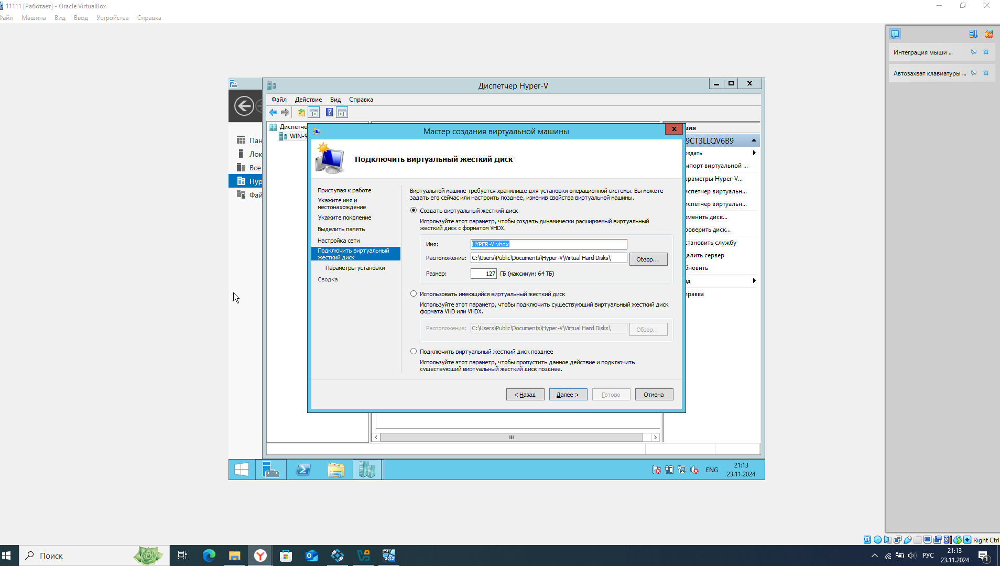 11111 [Работает] - Oracle VirtualBox
Файл Машина Вид Ввод Устройства Справка
Интеграция мыши ...
Автозахват клавиатуры ...
Диспетчер Hyper-V
Файл Действие Вид Справка
Диспетче
WIN-9
Пан
Лок
Все
Hyp
Фай
Мастер создания виртуальной машины
Подключить виртуальный жесткий диск
Приступая к работе
Укажите имя и
местонахождение
Укажите поколение
Выделить память
Настройка сети
Подключить виртуальный
жесткий диск
Параметры установки
Сводка
Виртуальной машине требуется хранилище для установки операционной системы. Вы можете
задать его сейчас или настроить позднее, изменив свойства виртуальной машины.
Создать виртуальный жесткий диск
Используйте этот параметр, чтобы создать динамически расширяемый виртуальный
жесткий диск с форматом VHDX.
Имя: HYPER-V.vhdx
Расположение: C:\Users\Public\Documents\Hyper-V\Virtual Hard Disks\ Обзор...
Размер: 127 ГБ (максимум: 64 ТБ)
Использовать имеющийся виртуальный жесткий диск
Используйте этот параметр, чтобы подключить существующий виртуальный жесткий диск
формата VHD или VHDX.
Расположение: C:\Users\Public\Documents\Hyper-V\Virtual Hard Disks\ Обзор...
Подключить виртуальный жесткий диск позднее
Используйте этот параметр, чтобы пропустить данное действие и подключить
существующий виртуальный жесткий диск позднее.
< Назад Далее > Готово Отмена
вия
9CT3LLQV6B9
оздать
мпорт виртуальной ...
араметры Hyper-V...
испетчер виртуальн...
испетчер виртуальн...
зменить диск...
роверить диск...
становить службу
далить сервер
бновить
д
правка
ENG
21:13
23.11.2024
Right Ctrl
Поиск
x64
2012
РУС
21:13
23.11.2024
1